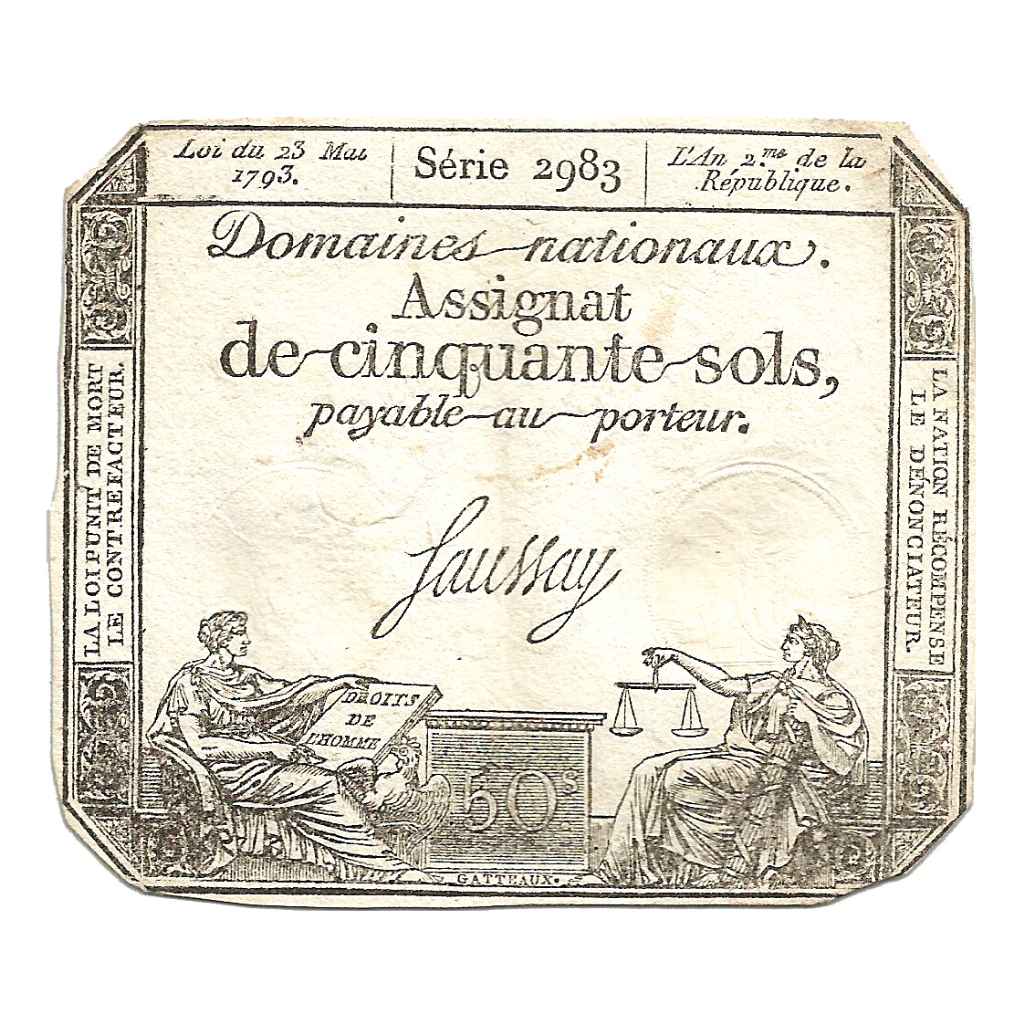 Loi du 23 Mai
1793.
Série 2983
L'An 2.me de la
République.
Domaines nationaux.
Assignat
de cinquante sols,
payable au porteur.
LA LOI PUNIT DE MORT
LE CONTREFACTEUR.
LA NATION RÉCOMPENSE
LE DÉNONCIATEUR.
Saussay
DROITS
DE
L'HOMME
50s
GATTEAUX.